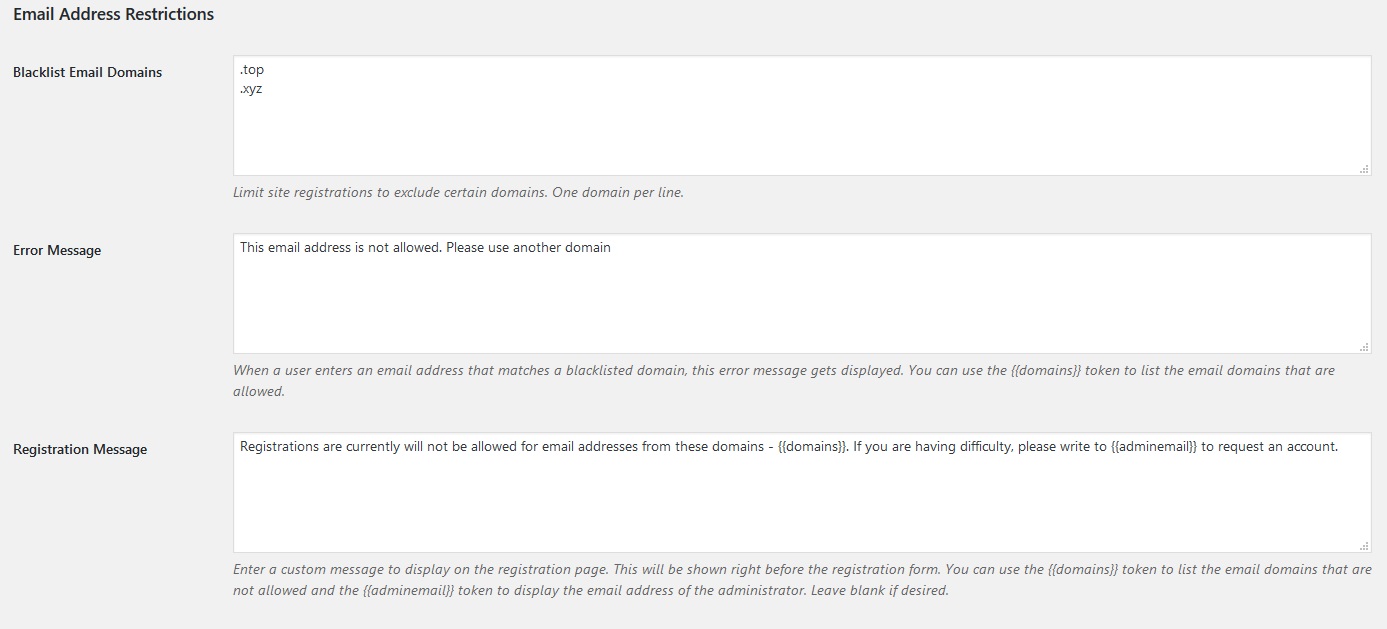 Email Address Restrictions
Blacklist Email Domains
.top
.xyz
Limit site registrations to exclude certain domains. One domain per line.
Error Message
This email address is not allowed. Please use another domain
When a user enters an email address that matches a blacklisted domain, this error message gets displayed. You can use the {{domains}} token to list the email domains that are
allowed.
Registration Message
Registrations are currently will not be allowed for email addresses from these domains - {{domains}}. If you are having difficulty, please write to {{adminemail}} to request an account.
Enter a custom message to display on the registration page. This will be shown right before the registration form. You can use the {{domains}} token to list the email domains that are
not allowed and the {{adminemail}} token to display the email address of the administrator. Leave blank if desired.